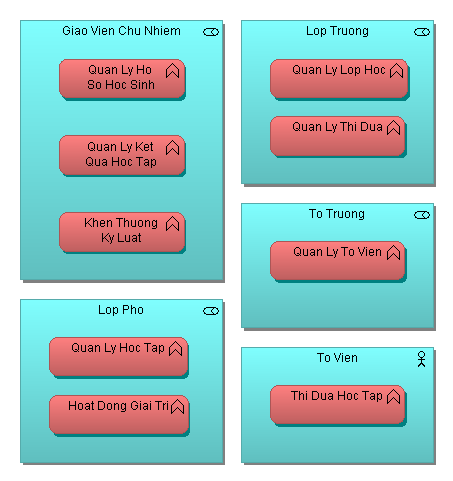 Giao Vien Chu Nhiem
Quan Ly Ho
So Hoc Sinh
Quan Ly Ket
Qua Hoc Tap
Khen Thuong
Ky Luat
Lop Truong
Quan Ly Lop Hoc
Quan Ly Thi Dua
To Truong
Quan Ly To Vien
Lop Pho
Quan Ly Hoc Tap
Hoat Dong Giai Tri
To Vien
Thi Dua Hoc Tap